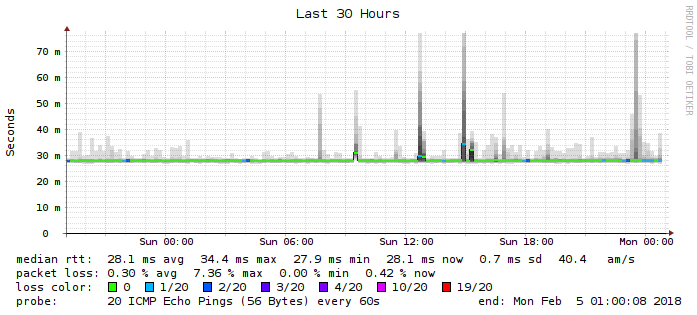 Last 30 Hours
RRDTOOL / TOBI OETIKER
Seconds
70 m
60 m
50 m
40 m
30 m
20 m
10 m
0
Sun 00:00 Sun 06:00 Sun 12:00 Sun 18:00 Mon 00:00
median rtt: 28.1 ms avg 34.4 ms max 27.9 ms min 28.1 ms now 0.7 ms sd 40.4 am/s
packet loss: 0.30 % avg 7.36 % max 0.00 % min 0.42 % now
loss color: 0 1/20 2/20 3/20 4/20 10/20 19/20
probe: 20 ICMP Echo Pings (56 Bytes) every 60s end: Mon Feb 5 01:00:08 2018